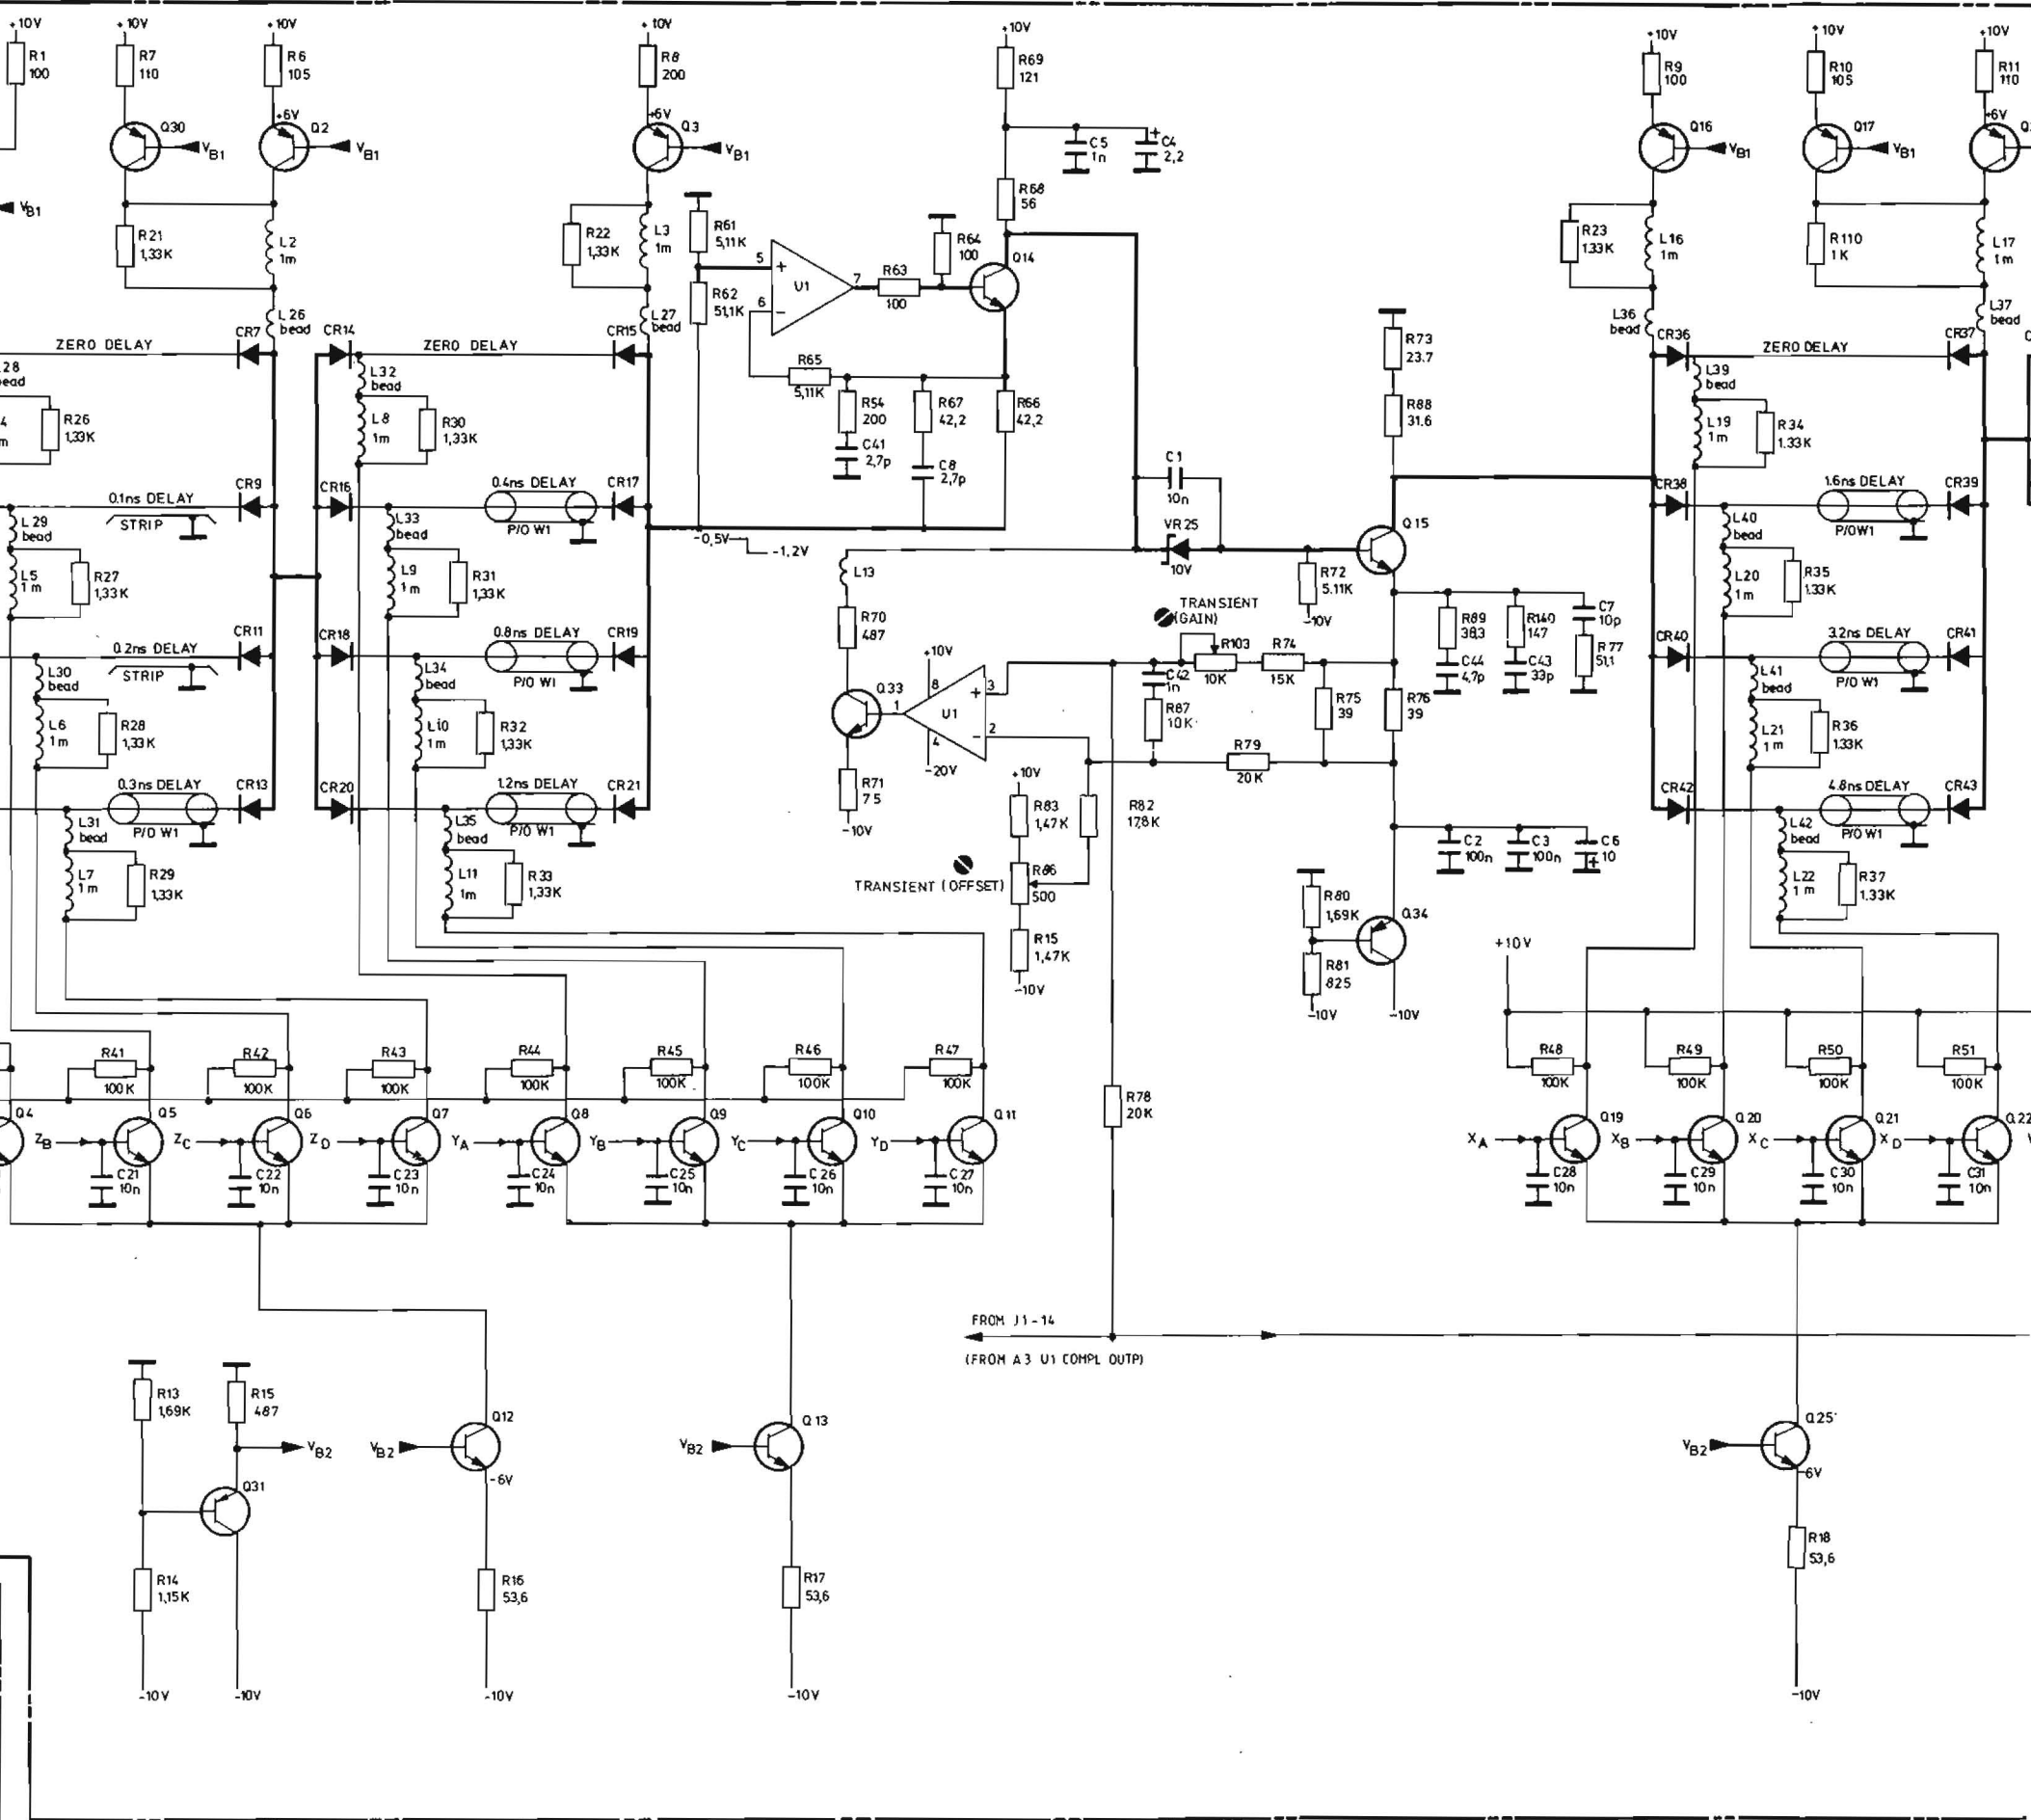 +10V
R1
100
+10V
R7
110
+10V
R6
105
+10V
R8
200
+10V
R69
121
+10V
R9
100
+10V
R10
105
+10V
R11
110
Q30
VB1
+6V
Q2
VB1
+6V
Q3
VB1
C5
1n
+
C4
2,2
Q16
VB1
Q17
VB1
+6V
VB1
R21
1,33K
L2
1m
R22
1,33K
L3
1m
R61
5,11K
R64
100
R68
56
Q14
R23
1.33K
L16
1m
R110
1K
L17
1m
5
+
U1
7
6
−
R63
100
R62
51,1K
L26
bead
L27
bead
L36
bead
L37
bead
ZERO DELAY
CR7
CR14
ZERO DELAY
CR15
R65
5,11K
R73
23.7
CR36
ZERO DELAY
CR37
L28
bead
R26
1,33K
L32
bead
L8
1m
R30
1,33K
R54
200
C41
2,7p
R67
42,2
C8
2,7p
R66
42,2
R88
31.6
L39
bead
L19
1m
R34
1.33K
0.1ns DELAY
STRIP
CR9
CR16
0.4ns DELAY
P/O W1
CR17
C1
10n
VR25
10V
Q15
CR38
1.6ns DELAY
P/O W1
CR39
-0,5V
-1,2V
L29
bead
L5
1m
R27
1,33K
L33
bead
L9
1m
R31
1,33K
L13
R70
487
TRANSIENT
(GAIN)
R72
5.11K
-10V
L40
bead
L20
1m
R35
1.33K
R89
38,3
R140
147
C7
10p
C44
4,7p
C43
33p
R77
51,1
0.2ns DELAY
STRIP
CR11
CR18
0.8ns DELAY
P/O W1
CR19
R103
10K
R74
15K
CR40
3.2ns DELAY
P/O W1
CR41
L30
bead
L6
1m
R28
1,33K
L34
bead
L10
1m
R32
1,33K
+10V
8
Q33
1
U1
+
3
−
2
4
-20V
C42
1n
R87
10K
R75
39
R76
39
R79
20K
L41
bead
L21
1m
R36
1.33K
0.3ns DELAY
P/O W1
CR13
CR20
1.2ns DELAY
P/O W1
CR21
R71
75
-10V
+10V
R83
1,47K
R82
17,8K
CR42
4.8ns DELAY
P/O W1
CR43
L31
bead
L7
1m
R29
1,33K
L35
bead
L11
1m
R33
1,33K
TRANSIENT (OFFSET)
R86
500
R15
1,47K
-10V
C2
100n
C3
100n
C6
10
+
L42
bead
L22
1m
R37
1.33K
R80
1,69K
Q34
R81
825
-10V
-10V
+10V
R41
100K
R42
100K
R43
100K
R44
100K
R45
100K
R46
100K
R47
100K
R78
20K
R48
100K
R49
100K
R50
100K
R51
100K
Q4
ZB
Q5
C21
10n
ZC
Q6
C22
10n
ZD
Q7
C23
10n
YA
Q8
C24
10n
YB
Q9
C25
10n
YC
Q10
C26
10n
YD
Q11
C27
10n
XA
Q19
C28
10n
XB
Q20
C29
10n
XC
Q21
C30
10n
XD
Q22
C31
10n
FROM J1-14
(FROM A3 U1 COMPL OUTP)
R13
1,69K
R15
487
VB2
Q31
R14
1,15K
-10V
-10V
VB2
Q12
-6V
R16
53,6
-10V
VB2
Q13
R17
53,6
-10V
VB2
Q25
-6V
R18
53,6
-10V